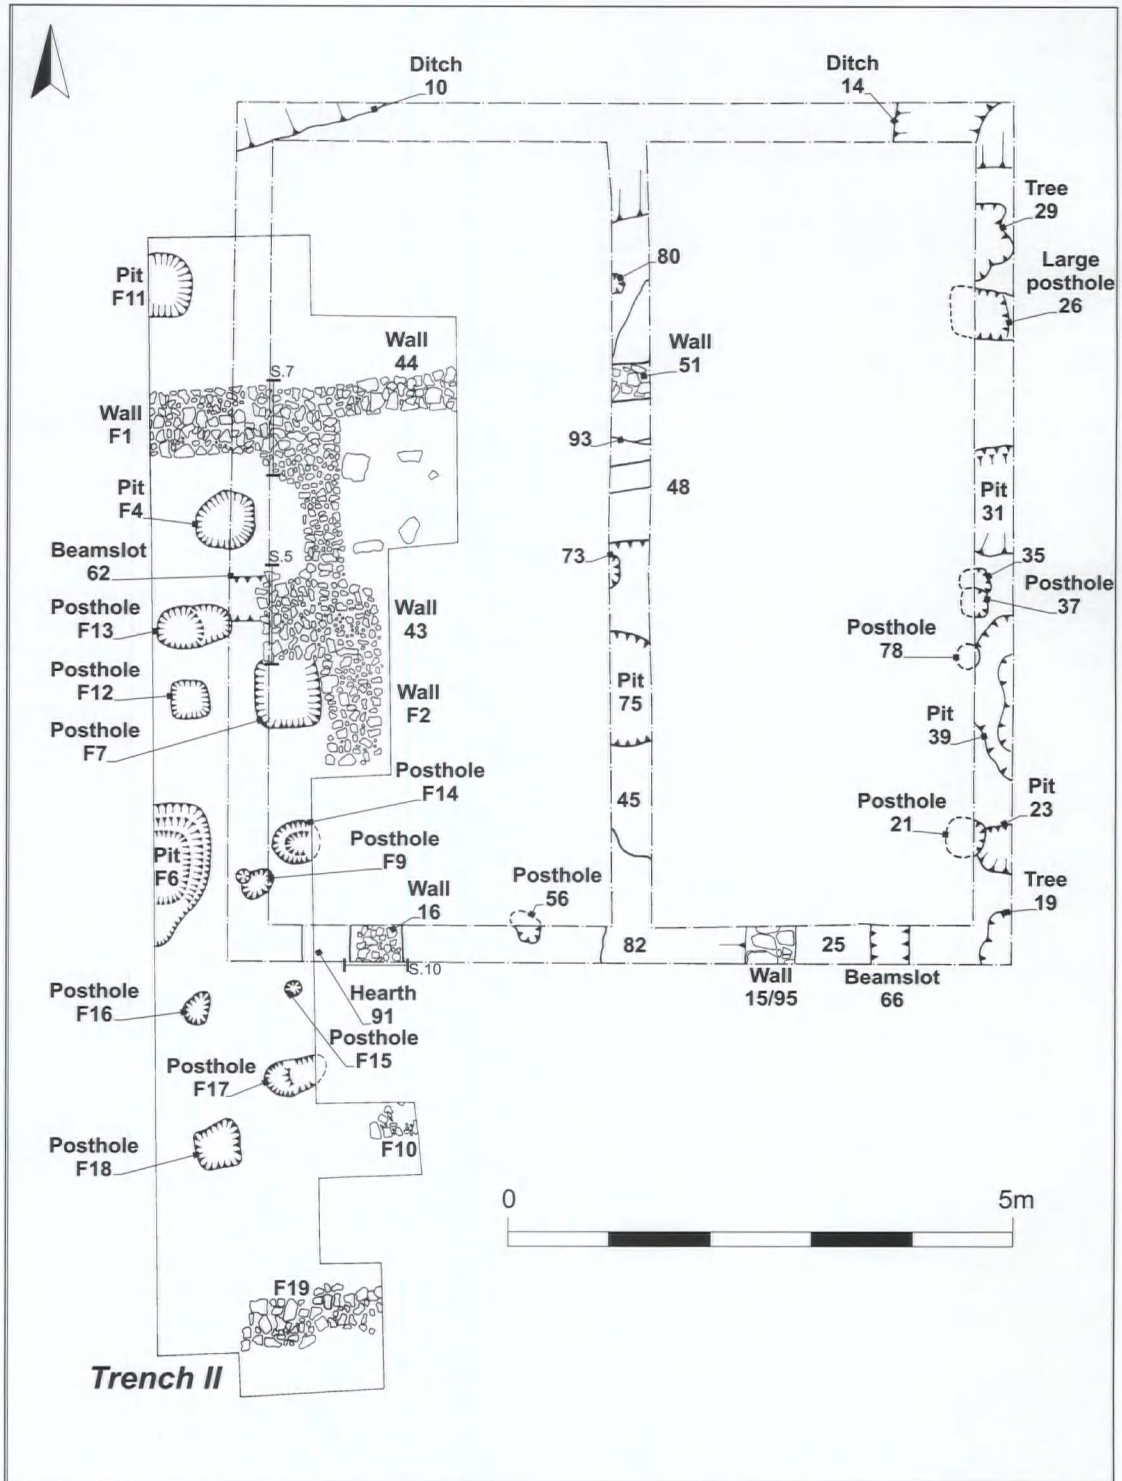 Ditch
10
Ditch
14
Tree
29
Large
posthole
26
80
Pit
F11
Wall
44
Wall
51
S.7
Wall
F1
93
48
Pit
31
Pit
F4
Beamslot
62
S.5
73
35
Posthole
37
Posthole
F13
Wall
43
Posthole
78
Posthole
F12
Wall
F2
Pit
75
Pit
39
Posthole
F7
Posthole
F14
45
Posthole
21
Pit
23
Pit
F6
Posthole
F9
Wall
16
Posthole
56
Tree
19
82
25
S.10
Wall
15/95
Beamslot
66
Hearth
91
Posthole
F16
Posthole
F15
Posthole
F17
Posthole
F18
F10
0
5m
F19
Trench II